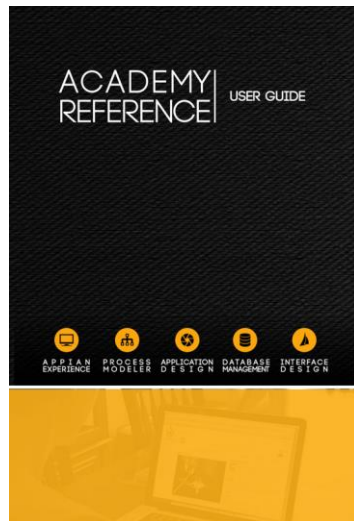 ACADEMY
REFERENCE
USER GUIDE
APPIAN
EXPERIENCE
PROCESS
MODELER
APPLICATION
DESIGN
DATABASE
MANAGEMENT
INTERFACE
DESIGN